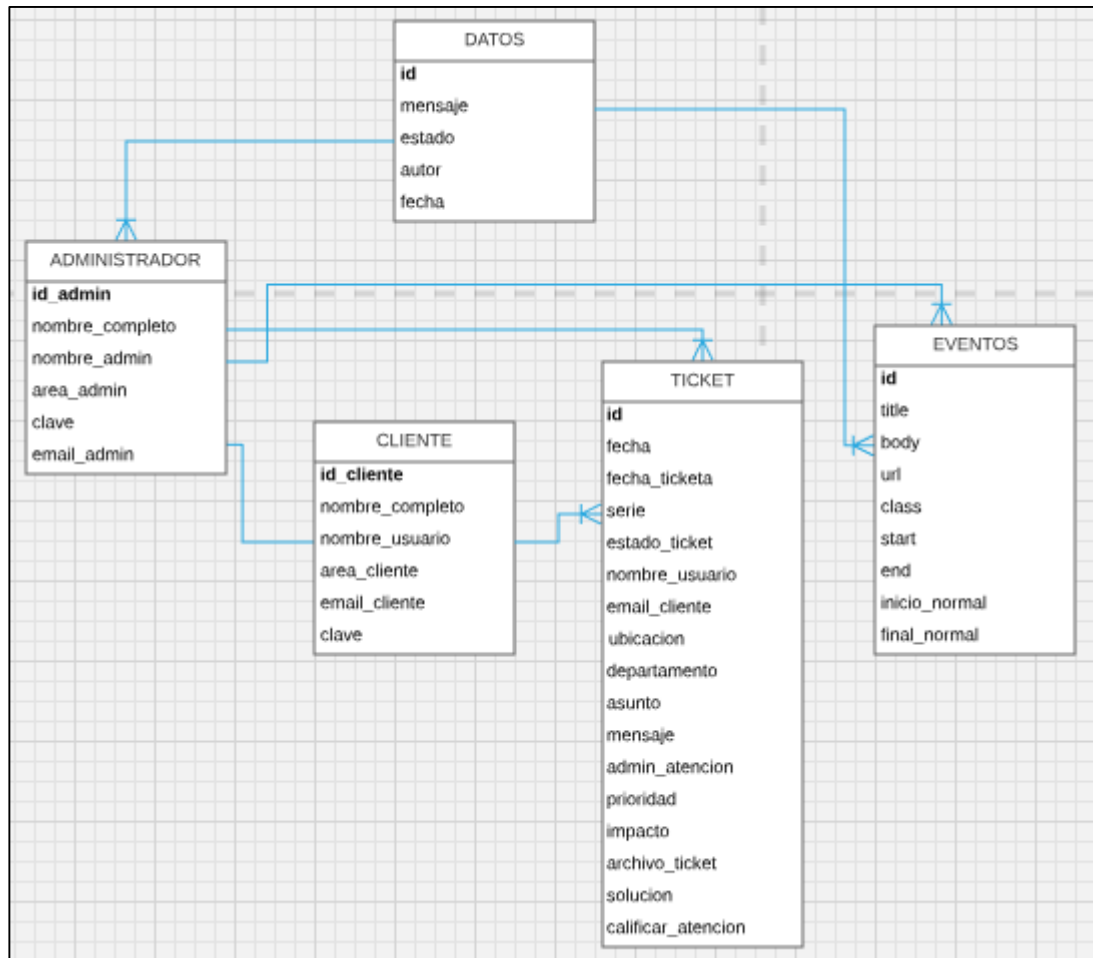 DATOS
id
mensaje
estado
autor
fecha
ADMINISTRADOR
id_admin
nombre_completo
nombre_admin
area_admin
clave
email_admin
CLIENTE
id_cliente
nombre_completo
nombre_usuario
area_cliente
email_cliente
clave
TICKET
id
fecha
fecha_ticketa
serie
estado_ticket
nombre_usuario
email_cliente
ubicacion
departamento
asunto
mensaje
admin_atencion
prioridad
impacto
archivo_ticket
solucion
calificar_atencion
EVENTOS
id
title
body
url
class
start
end
inicio_normal
final_normal